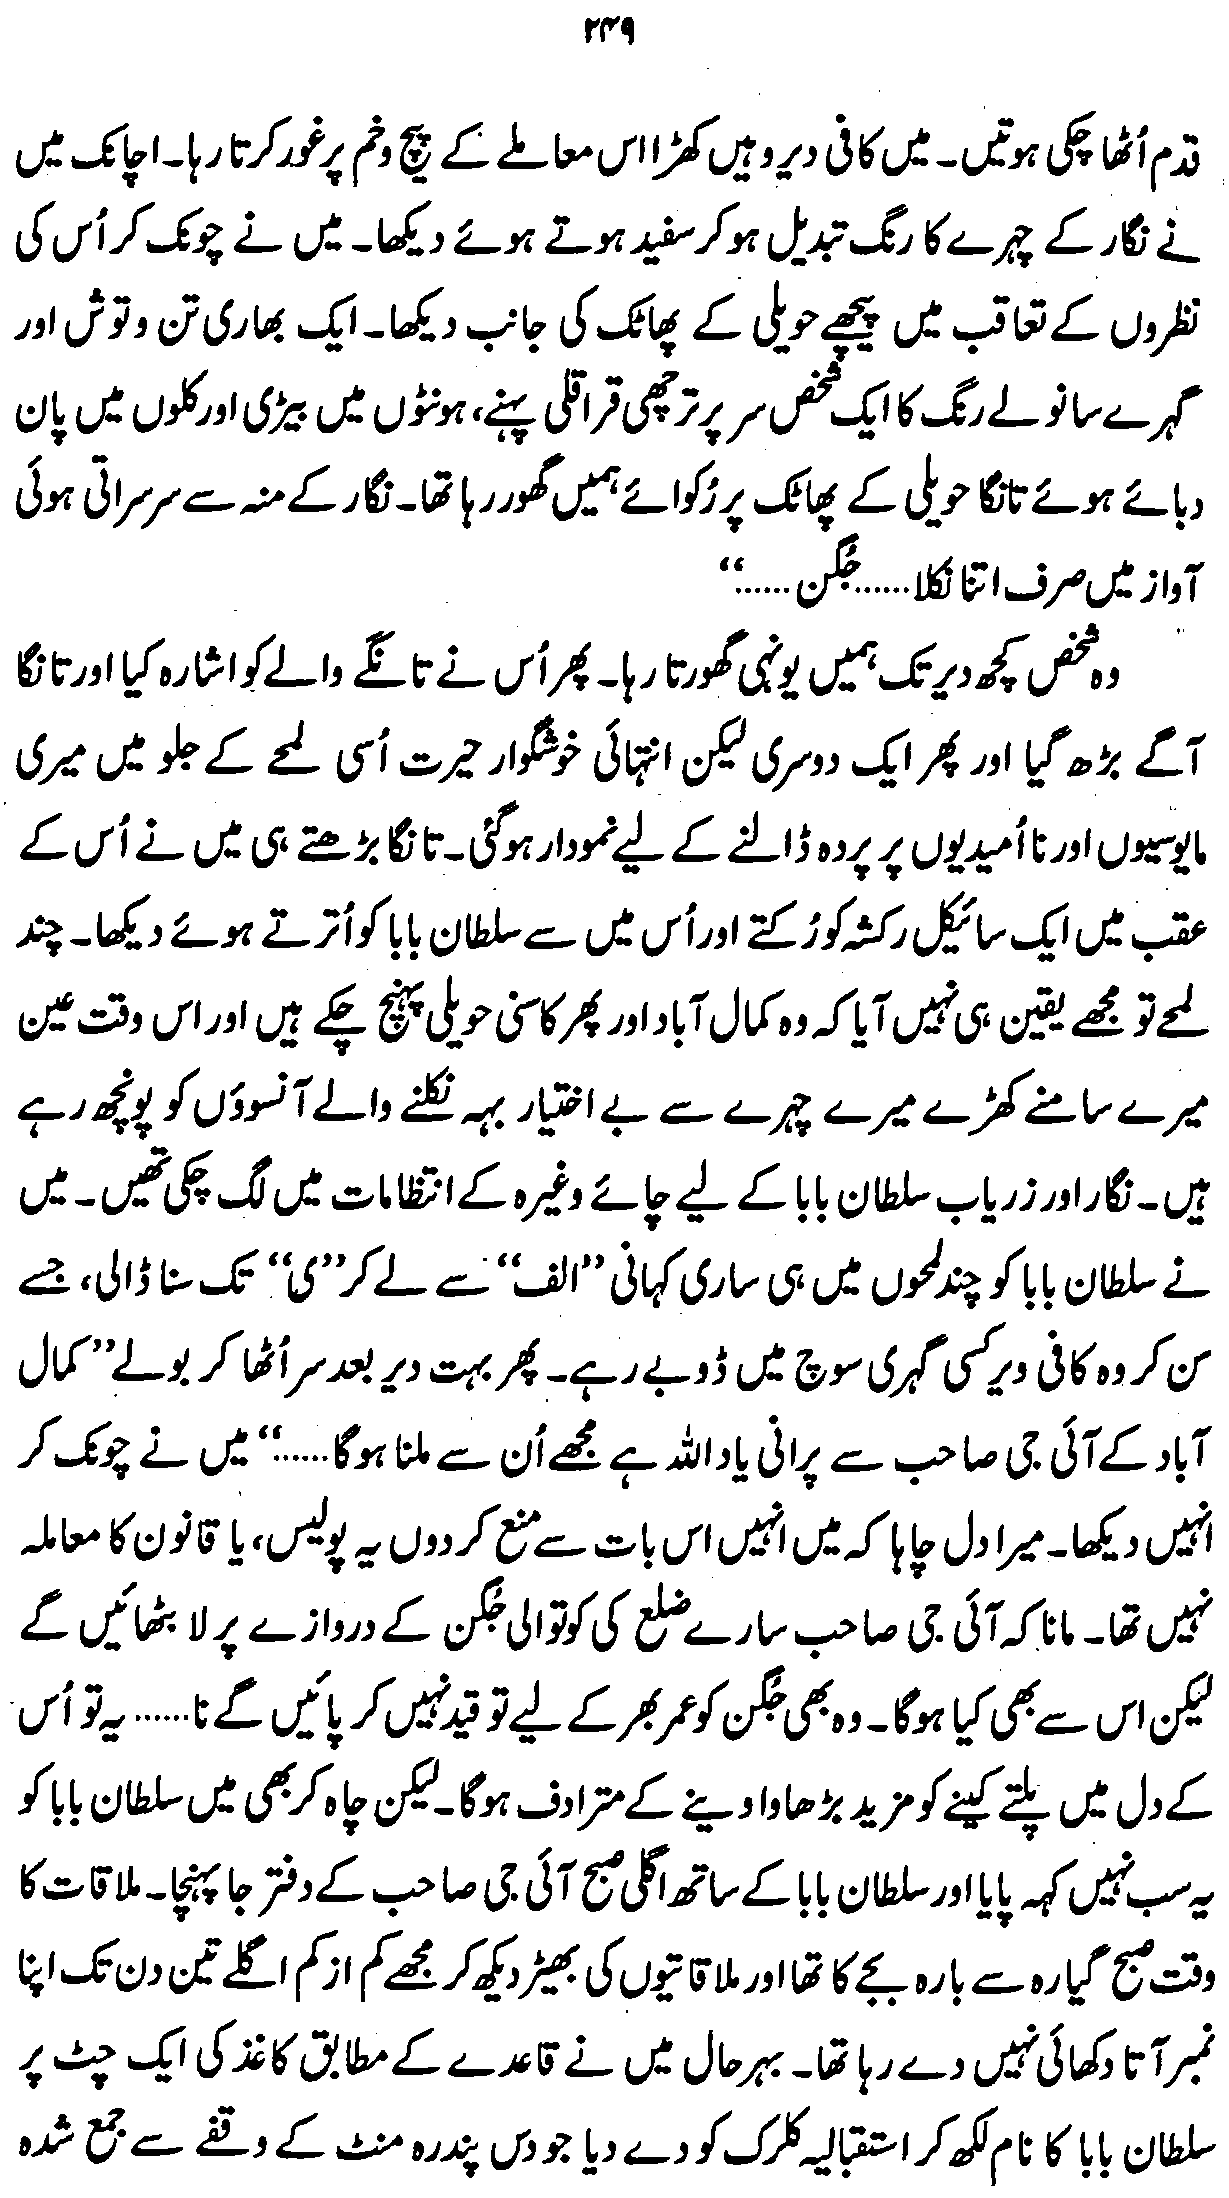 ۲۴۹
قدم اُٹھا چکی ہوتیں۔ میں کافی دیر وہیں کھڑا اس معاملے کے پیچ و خم پر غور کرتا رہا۔ اچانک میں
نے نگار کے چہرے کا رنگ تبدیل ہو کر سفید ہوتے ہوئے دیکھا۔ میں نے چونک کر اُس کی
نظروں کے تعاقب میں پیچھے حویلی کے پھاٹک کی جانب دیکھا۔ ایک بھاری تن و توش اور
گہرے سانولے رنگ کا ایک شخص سر پر ترچھی قراقلی پہنے، ہونٹوں میں بیڑی اور کلوں میں پان
دبائے ہوئے تانگا حویلی کے پھاٹک پر رُکوائے ہمیں گھور رہا تھا۔ نگار کے منہ سے سرسراتی ہوئی
آواز میں صرف اتنا نکلا......جُگن......“
وہ شخص کچھ دیر تک ہمیں یونہی گھورتا رہا۔ پھر اُس نے تانگے والے کو اشارہ کیا اور تانگا
آگے بڑھ گیا اور پھر ایک دوسری لیکن انتہائی خوشگوار حیرت اُسی لمحے کے جلو میں میری
مایوسیوں اور نا اُمیدیوں پر پردہ ڈالنے کے لیے نمودار ہوگئی۔ تانگا بڑھتے ہی میں نے اُس کے
عقب میں ایک سائیکل رکشہ کو رُکتے اور اُس میں سے سلطان بابا کو اُترتے ہوئے دیکھا۔ چند
لمحے تو مجھے یقین ہی نہیں آیا کہ وہ کمال آباد اور پھر کاسنی حویلی پہنچ چکے ہیں اور اس وقت عین
میرے سامنے کھڑے میرے چہرے سے بے اختیار بہہ نکلنے والے آنسوؤں کو پونچھ رہے
ہیں۔ نگار اور زریاب سلطان بابا کے لیے چائے وغیرہ کے انتظامات میں لگ چکی تھیں۔ میں
نے سلطان بابا کو چند لمحوں میں ہی ساری کہانی ”الف“ سے لے کر ”ی“ تک سنا ڈالی، جسے
سن کر وہ کافی دیر کسی گہری سوچ میں ڈوبے رہے۔ پھر بہت دیر بعد سر اُٹھا کر بولے ”کمال
آباد کے آئی جی صاحب سے پرانی یاد اللہ ہے مجھے اُن سے ملنا ہوگا......“ میں نے چونک کر
انہیں دیکھا۔ میرا دل چاہا کہ میں انہیں اس بات سے منع کر دوں یہ پولیس، یا قانون کا معاملہ
نہیں تھا۔ مانا کہ آئی جی صاحب سارے ضلع کی کوتوالی جُگن کے دروازے پر لا بٹھائیں گے
لیکن اس سے بھی کیا ہوگا۔ وہ بھی جُگن کو عمر بھر کے لیے تو قید نہیں کر پائیں گے نا...... یہ تو اُس
کے دل میں پلتے کینے کو مزید بڑھاوا دینے کے مترادف ہوگا۔ لیکن چاہ کر بھی میں سلطان بابا کو
یہ سب نہیں کہہ پایا اور سلطان بابا کے ساتھ اگلی صبح آئی جی صاحب کے دفتر جا پہنچا۔ ملاقات کا
وقت صبح گیارہ سے بارہ بجے کا تھا اور ملاقاتیوں کی بھیڑ دیکھ کر مجھے کم از کم اگلے تین دن تک اپنا
نمبر آتا دکھائی نہیں دے رہا تھا۔ بہرحال میں نے قاعدے کے مطابق کاغذ کی ایک چٹ پر
سلطان بابا کا نام لکھ کر استقبالیہ کلرک کو دے دیا جو دس پندرہ منٹ کے وقفے سے جمع شدہ